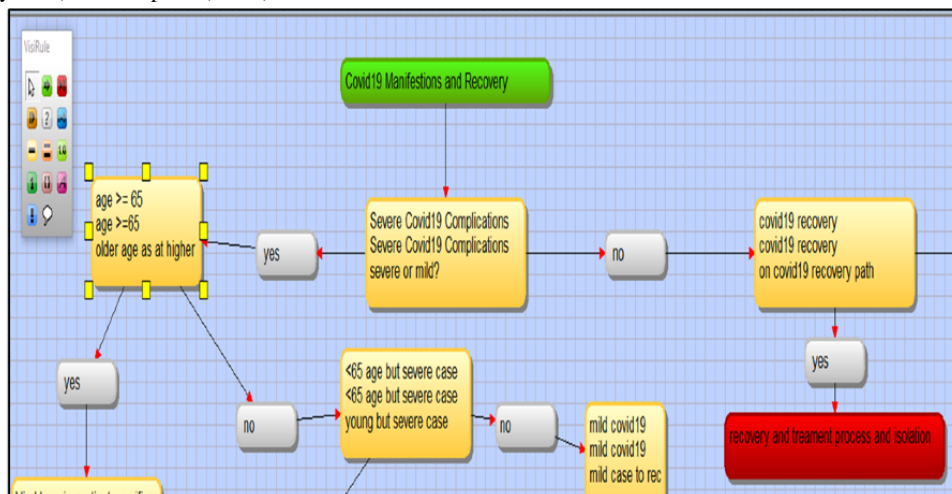 VisiRule
Covid19 Manifestions and Recovery
age >= 65
age >=65
older age as at higher
yes
Severe Covid19 Complications
Severe Covid19 Complications
severe or mild?
no
covid19 recovery
covid19 recovery
on covid19 recovery path
yes
no
<65 age but severe case
<65 age but severe case
young but severe case
no
mild covid19
mild covid19
mild case to rec
yes
recovery and treament process and isolation